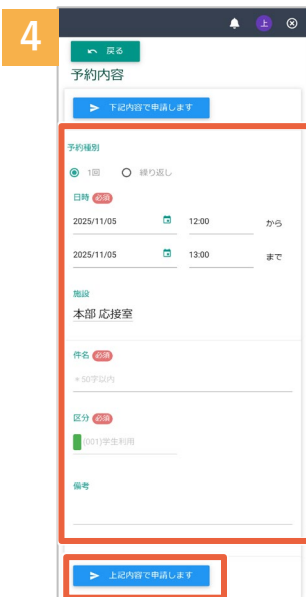 4
上
戻る
予約内容
下記内容で申請します
予約種別
1回 繰り返し
日時 必須
2025/11/05 12:00 から
2025/11/05 13:00 まで
施設
本部 応接室
件名 必須
*50字以内
区分 必須
(001)学生利用
備考
上記内容で申請します